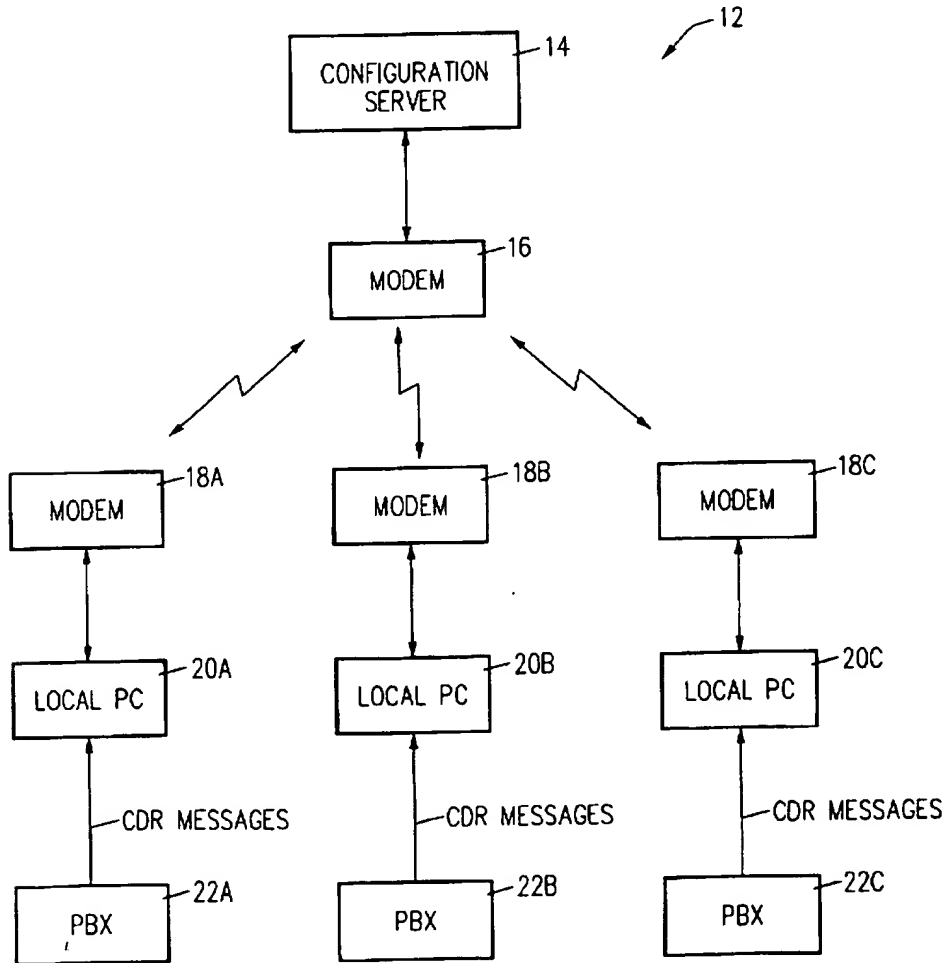 12
14
CONFIGURATION
SERVER
16
MODEM
18A
MODEM
18B
MODEM
18C
MODEM
20A
LOCAL PC
20B
LOCAL PC
20C
LOCAL PC
CDR MESSAGES
CDR MESSAGES
CDR MESSAGES
22A
PBX
22B
PBX
22C
PBX